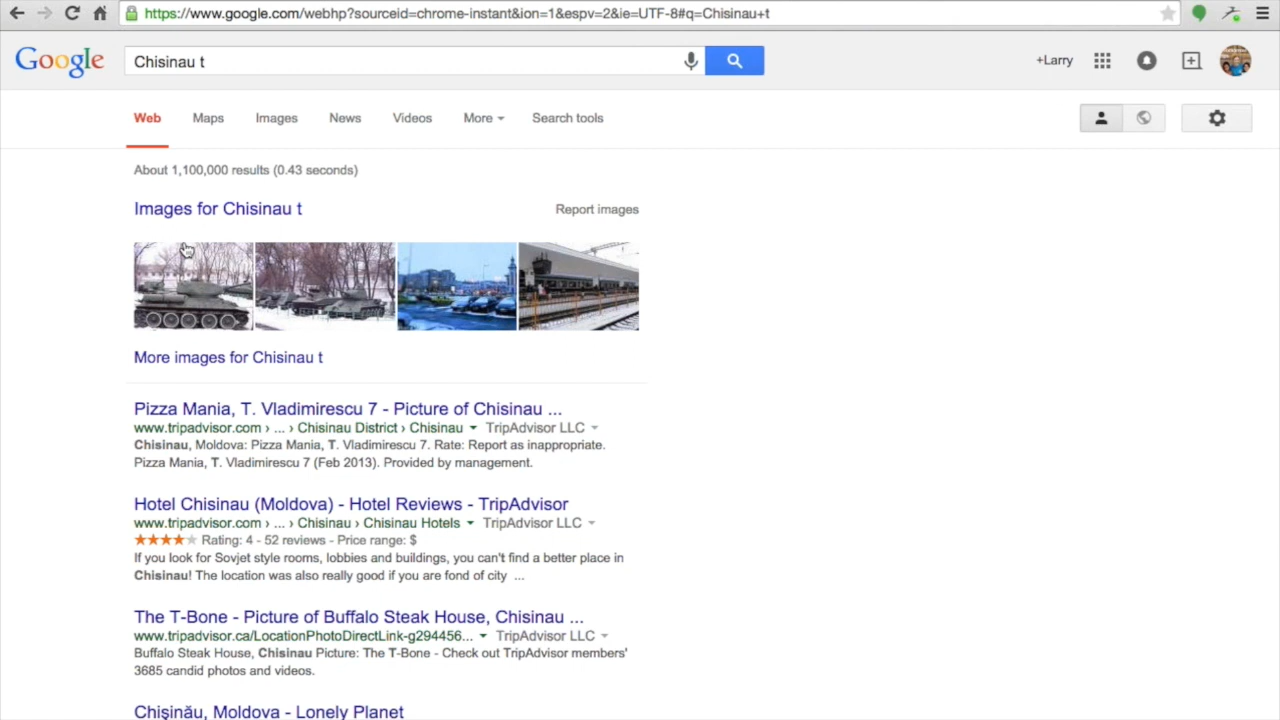 https://www.google.com/webhp?sourceid=chrome-instant&ion=1&espv=2&ie=UTF-8#q=Chisinau+t
Google
Chisinau t
+Larry
Web Maps Images News Videos More Search tools
About 1,100,000 results (0.43 seconds)
Images for Chisinau t
Report images
More images for Chisinau t
Pizza Mania, T. Vladimirescu 7 - Picture of Chisinau ...
www.tripadvisor.com › ... › Chisinau District › Chisinau TripAdvisor LLC
Chisinau, Moldova: Pizza Mania, T. Vladimirescu 7. Rate: Report as inappropriate.
Pizza Mania, T. Vladimirescu 7 (Feb 2013). Provided by management.
Hotel Chisinau (Moldova) - Hotel Reviews - TripAdvisor
www.tripadvisor.com › ... › Chisinau › Chisinau Hotels TripAdvisor LLC
Rating: 4 - 52 reviews - Price range: $
If you look for Sovjet style rooms, lobbies and buildings, you can't find a better place in
Chisinau! The location was also really good if you are fond of city ...
The T-Bone - Picture of Buffalo Steak House, Chisinau ...
www.tripadvisor.ca/LocationPhotoDirectLink-g294456... TripAdvisor LLC
Buffalo Steak House, Chisinau Picture: The T-Bone - Check out TripAdvisor members'
3685 candid photos and videos.
Chişinău, Moldova - Lonely Planet